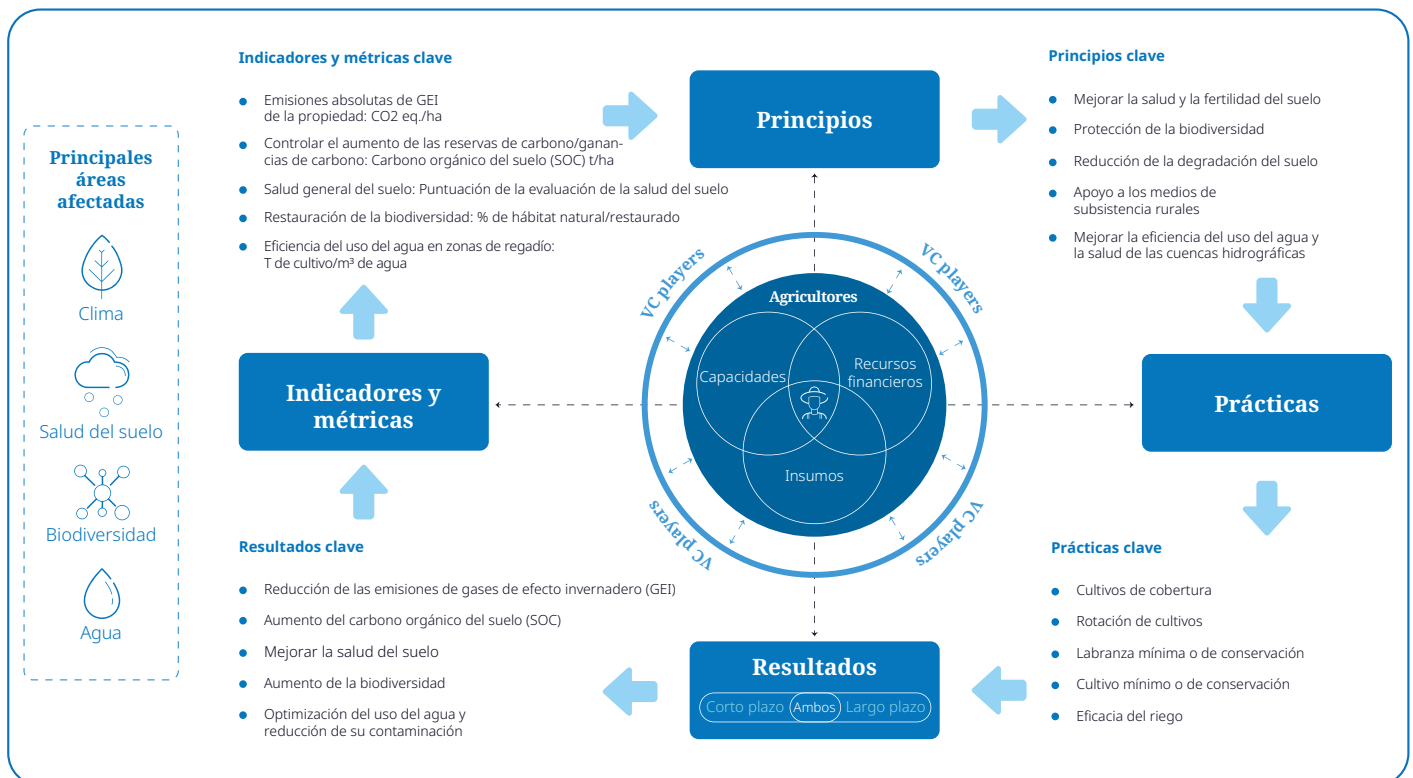 Principales
áreas
afectadas
Clima
Salud del suelo
Biodiversidad
Agua
Indicadores y métricas clave
Emisiones absolutas de GEI
de la propiedad: CO2 eq./ha
Controlar el aumento de las reservas de carbono/ganan-
cias de carbono: Carbono orgánico del suelo (SOC) t/ha
Salud general del suelo: Puntuación de la evaluación de la salud del suelo
Restauración de la biodiversidad: % de hábitat natural/restaurado
Eficiencia del uso del agua en zonas de regadío:
T de cultivo/m³ de agua
Principios
Principios clave
Mejorar la salud y la fertilidad del suelo
Protección de la biodiversidad
Reducción de la degradación del suelo
Apoyo a los medios de
subsistencia rurales
Mejorar la eficiencia del uso del agua y
la salud de las cuencas hidrográficas
Indicadores y
métricas
VC players
VC players
VC players
VC players
Agricultores
Capacidades
Recursos
financieros
Insumos
Prácticas
Resultados clave
Reducción de las emisiones de gases de efecto invernadero (GEI)
Aumento del carbono orgánico del suelo (SOC)
Mejorar la salud del suelo
Aumento de la biodiversidad
Optimización del uso del agua y
reducción de su contaminación
Resultados
Corto plazo Ambos Largo plazo
Prácticas clave
Cultivos de cobertura
Rotación de cultivos
Labranza mínima o de conservación
Cultivo mínimo o de conservación
Eficacia del riego